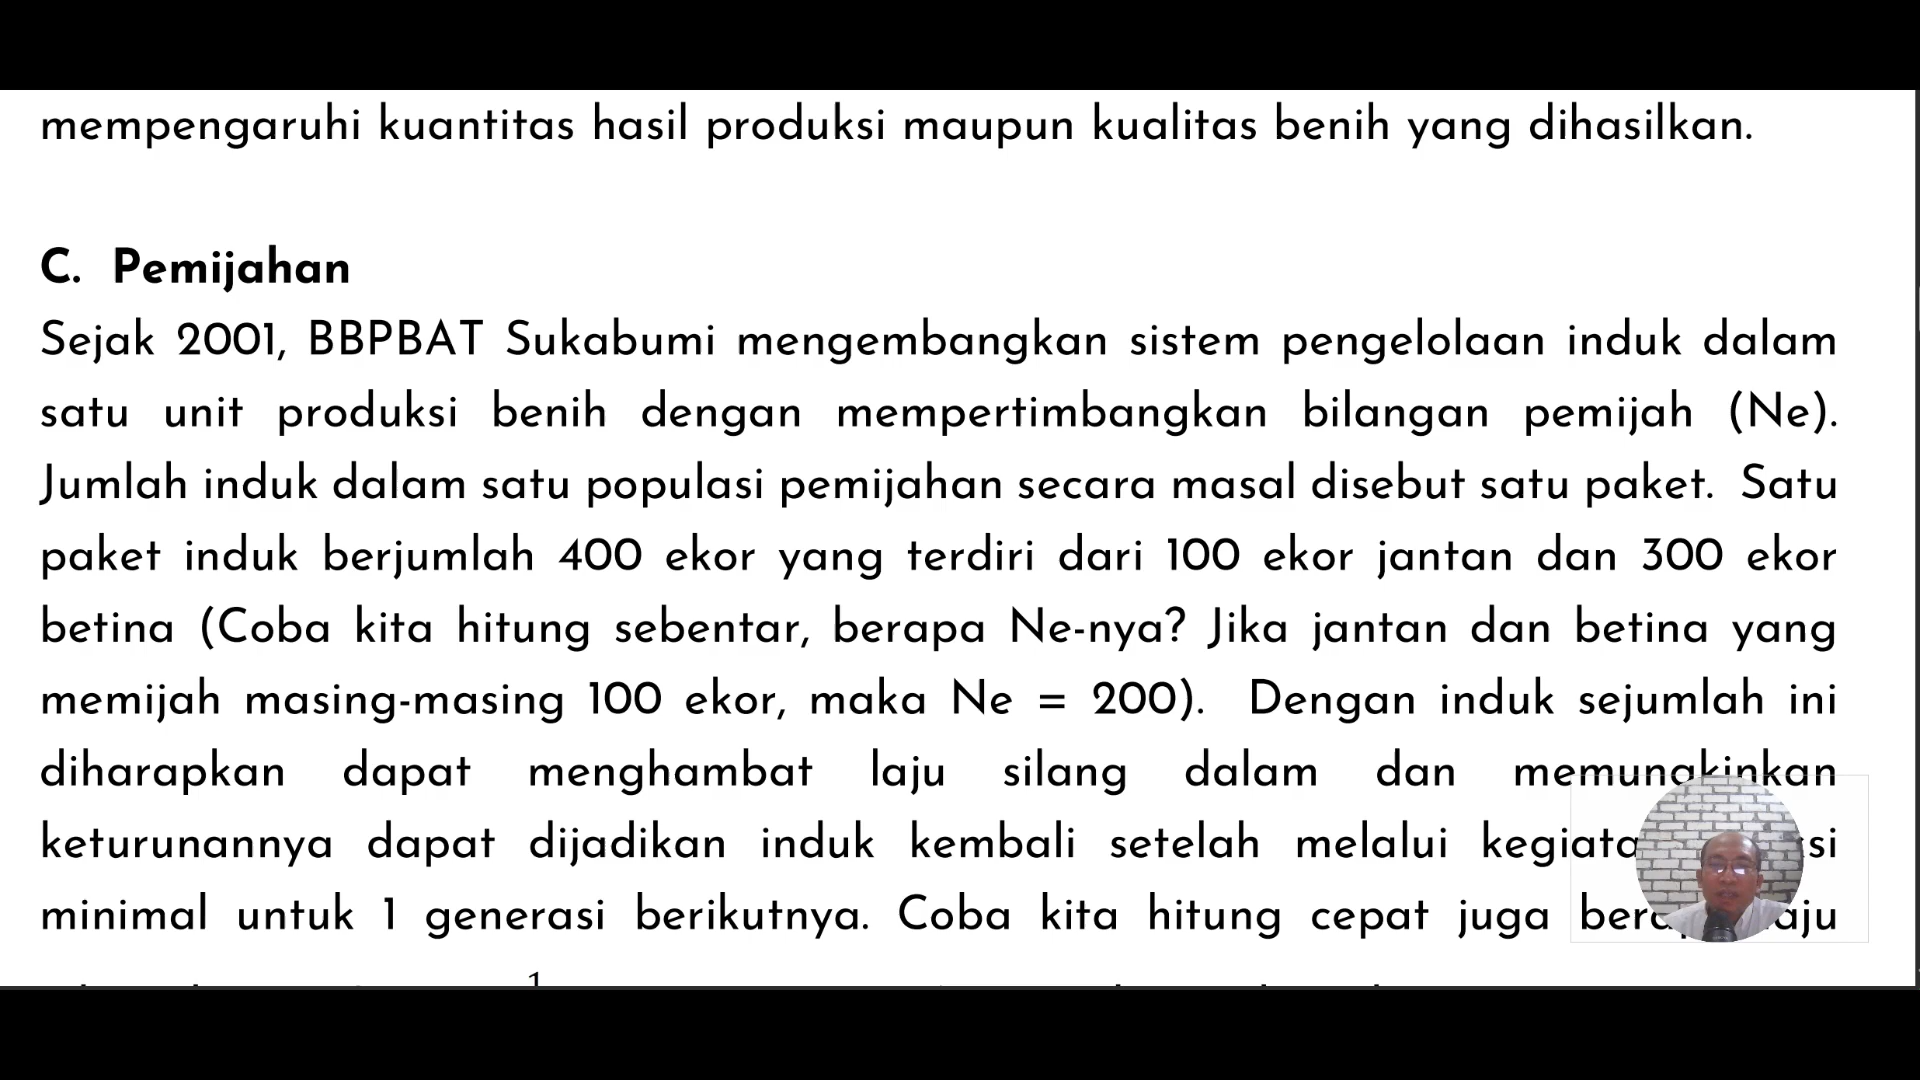 mempengaruhi kuantitas hasil produksi maupun kualitas benih yang dihasilkan.
C. Pemijahan
Sejak 2001, BBPBAT Sukabumi mengembangkan sistem pengelolaan induk dalam
satu unit produksi benih dengan mempertimbangkan bilangan pemijah (Ne).
Jumlah induk dalam satu populasi pemijahan secara masal disebut satu paket. Satu
paket induk berjumlah 400 ekor yang terdiri dari 100 ekor jantan dan 300 ekor
betina (Coba kita hitung sebentar, berapa Ne-nya? Jika jantan dan betina yang
memijah masing-masing 100 ekor, maka Ne = 200). Dengan induk sejumlah ini
diharapkan dapat menghambat laju silang dalam dan memungkinkan
keturunannya dapat dijadikan induk kembali setelah melalui
minimal untuk 1 generasi berikutnya. Coba kita hitung cepat juga